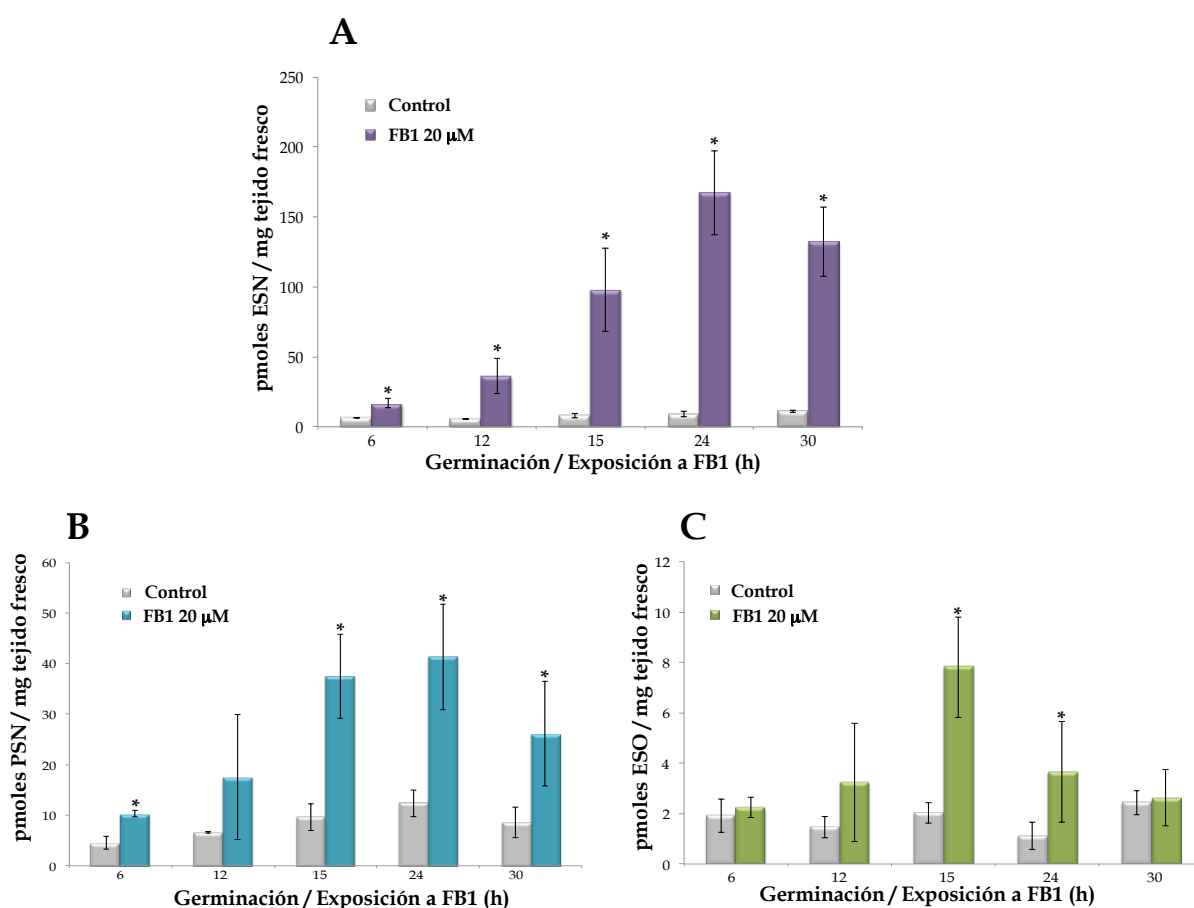 A
pmoles ESN / mg tejido fresco
250
200
150
100
50
0
Control
FB1 20 µM
*
*
*
*
*
6 12 15 24 30
Germinación / Exposición a FB1 (h)
B
pmoles PSN / mg tejido fresco
60
50
40
30
20
10
0
Control
FB1 20 µM
*
*
*
*
6 12 15 24 30
Germinación / Exposición a FB1 (h)
C
pmoles ESO / mg tejido fresco
12
10
8
6
4
2
0
Control
FB1 20 µM
*
*
6 12 15 24 30
Germinación / Exposición a FB1 (h)